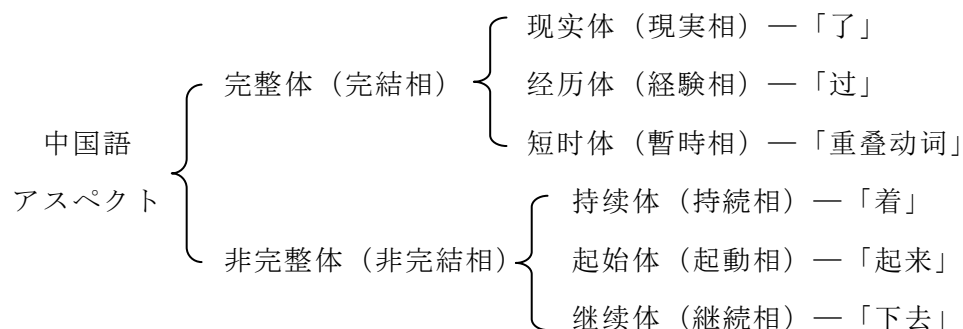 现实体（現実相）—「了」
完整体（完結相）
经历体（経験相）—「过」
短时体（暫時相）—「重叠动词」
中国語
アスペクト
持续体（持続相）—「着」
非完整体（非完結相）
起始体（起動相）—「起来」
继续体（継続相）—「下去」